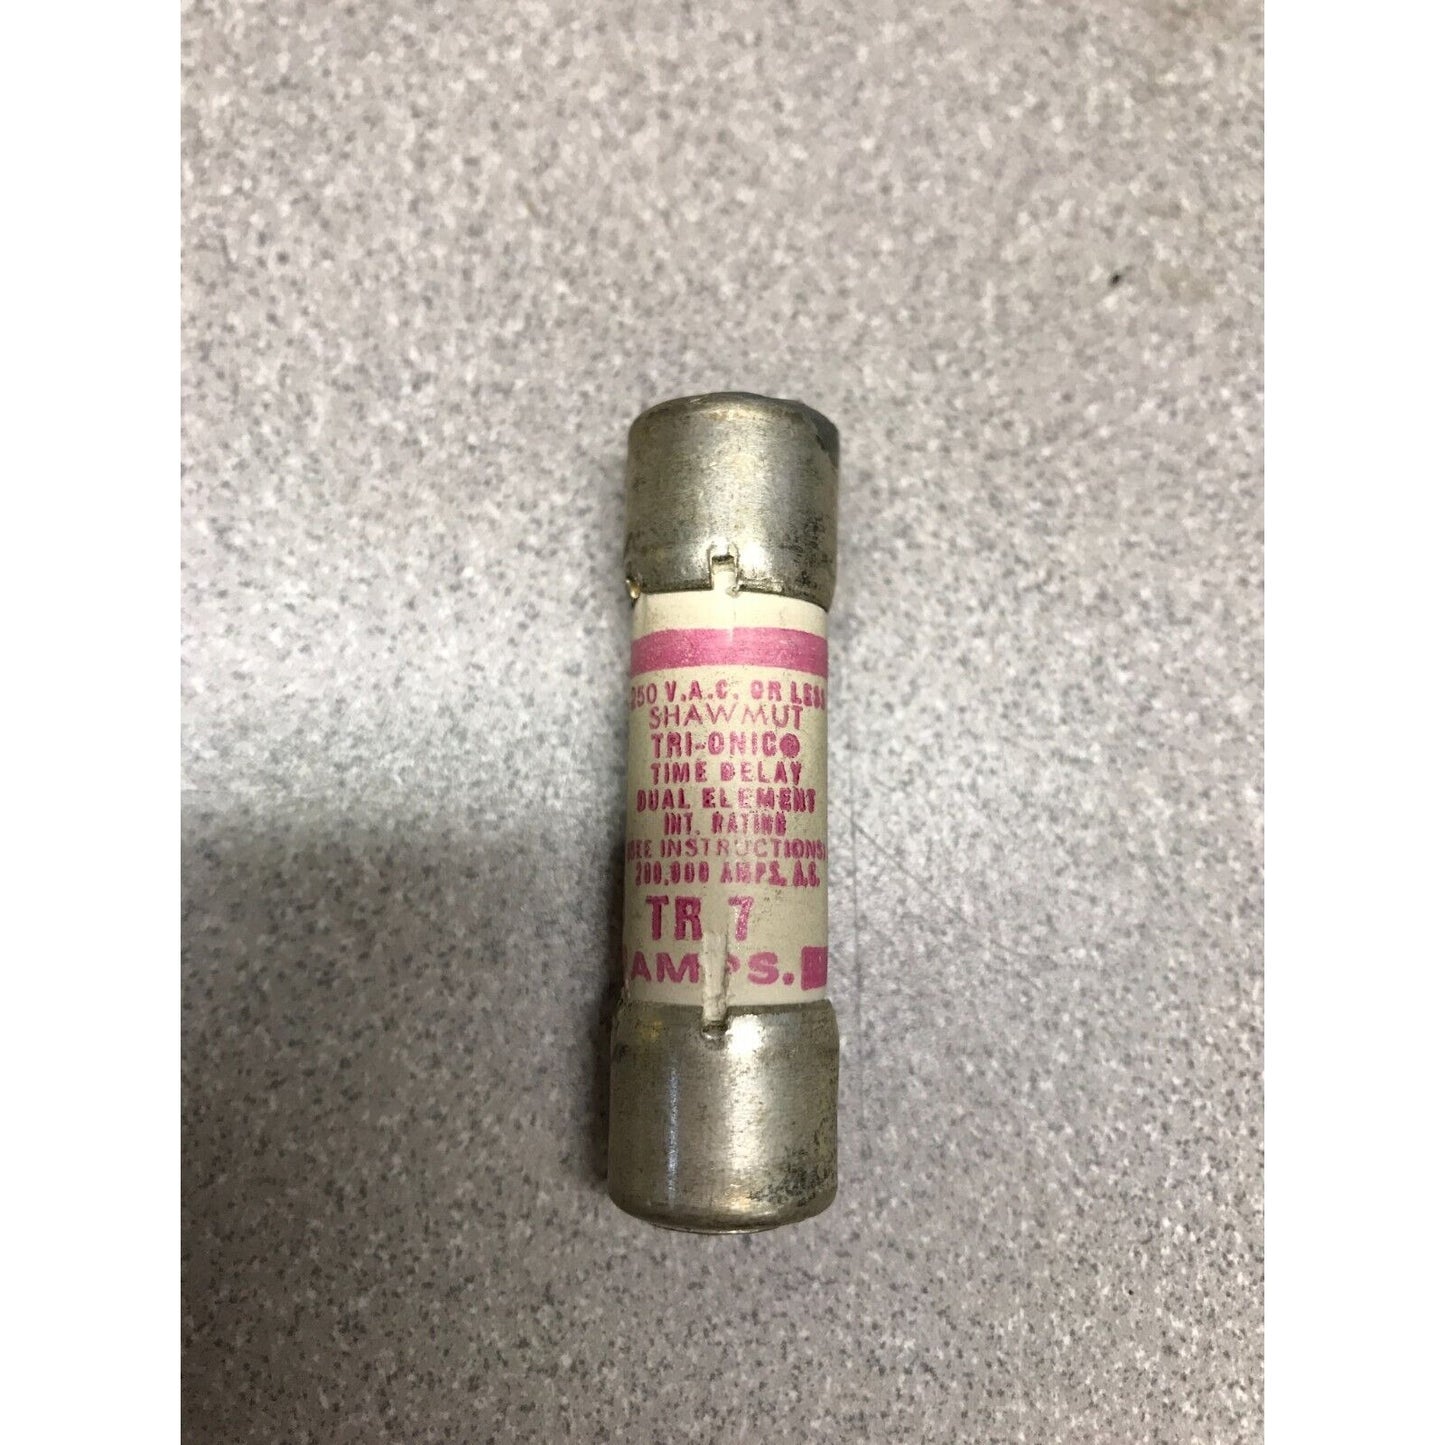 250 V.A.C. OR LESS
SHAWMUT
TRI-ONIC®
TIME DELAY
DUAL ELEMENT
INT. RATING
(SEE INSTRUCTIONS)
200,000 AMPS. A.C.
TR 7
AMPS.